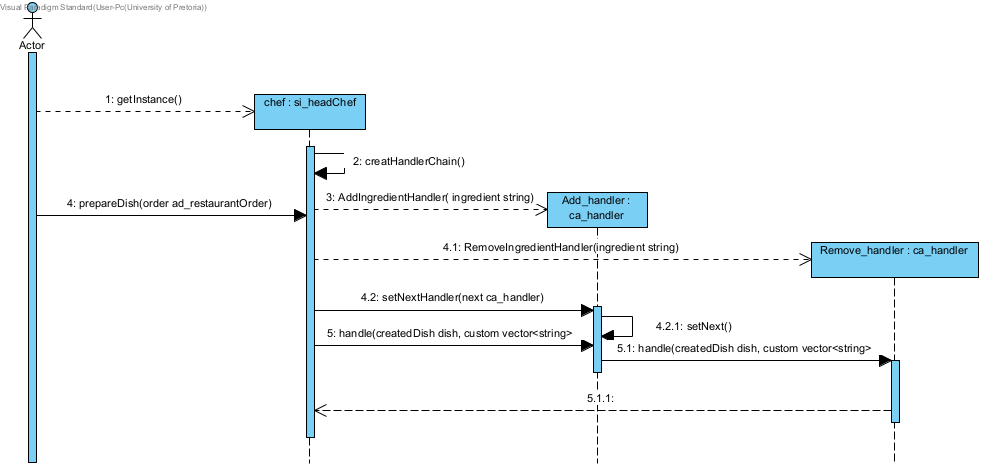 Visual Paradigm Standard(User-Pc(University of Pretoria))
Actor
1: getInstance()
chef : si_headChef
2: creatHandlerChain()
3: AddIngredientHandler( ingredient string)
Add_handler :
ca_handler
4: prepareDish(order ad_restaurantOrder)
4.1: RemoveIngredientHandler(ingredient string)
Remove_handler : ca_handler
4.2: setNextHandler(next ca_handler)
4.2.1: setNext()
5: handle(createdDish dish, custom vector<string>
5.1: handle(createdDish dish, custom vector<string>
5.1.1: